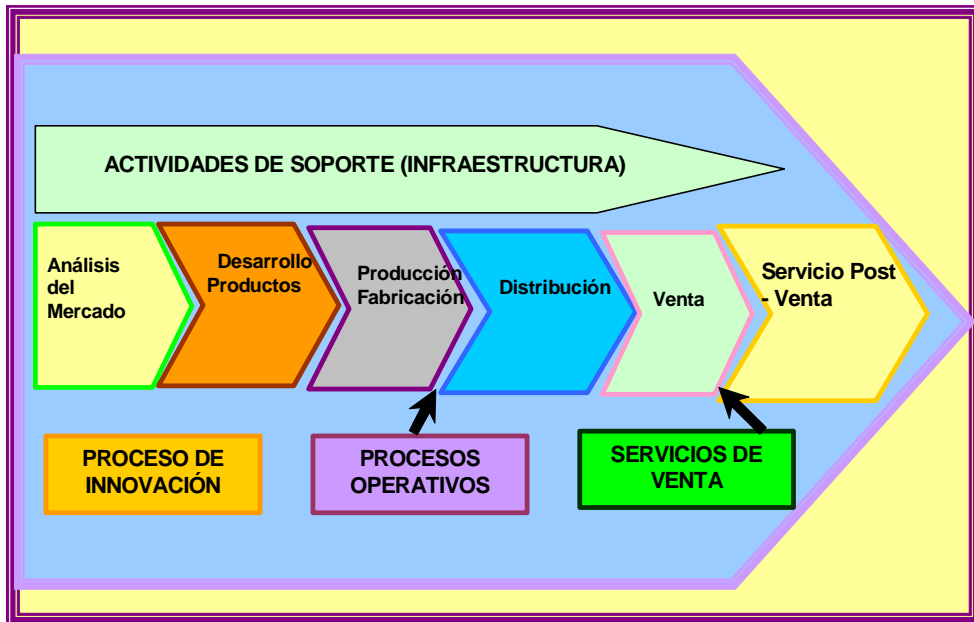 ACTIVIDADES DE SOPORTE (INFRAESTRUCTURA)
Análisis
del
Mercado
Desarrollo
Productos
Producción
Fabricación
Distribución
Venta
Servicio Post
- Venta
PROCESO DE
INNOVACIÓN
PROCESOS
OPERATIVOS
SERVICIOS DE
VENTA